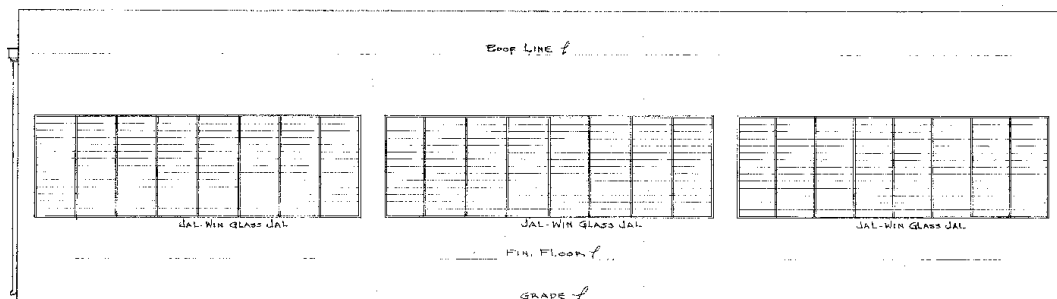 ROOF LINE
JAL-WIN GLASS JAL JAL-WIN GLASS JAL JAL-WIN GLASS JAL
FIN. FLOOR
GRADE